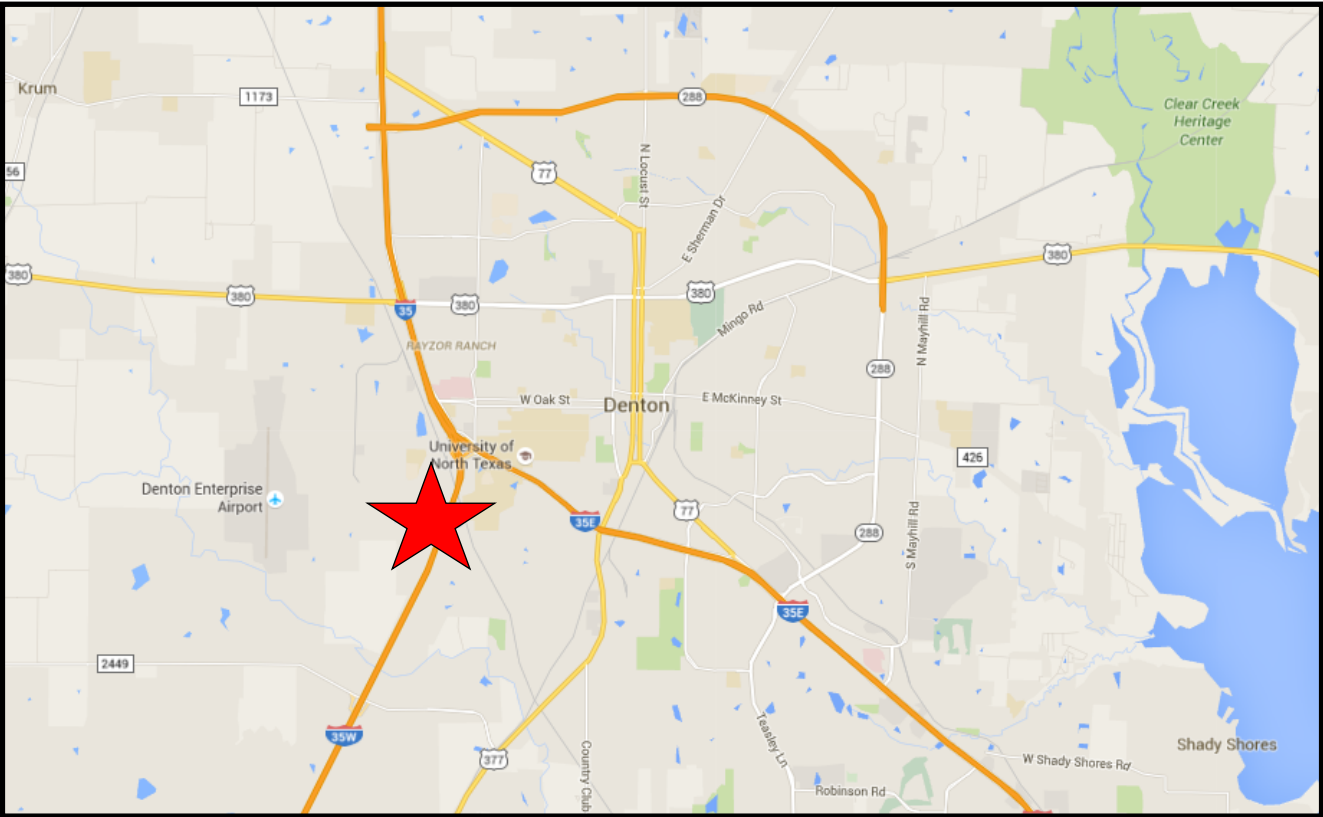 Krum
1173
288
Clear Creek
Heritage
Center
56
77
N Locust St
E Sherman Dr
380
380
380
380
380
35
RAYZOR RANCH
Mingo Rd
N Mayhill Rd
288
W Oak St
Denton
E McKinney St
University of
North Texas
426
Denton Enterprise
Airport
77
35E
288
S Mayhill Rd
35E
2449
35W
377
Country Club
Teasley Ln
W Shady Shores Rd
Shady Shores
Robinson Rd